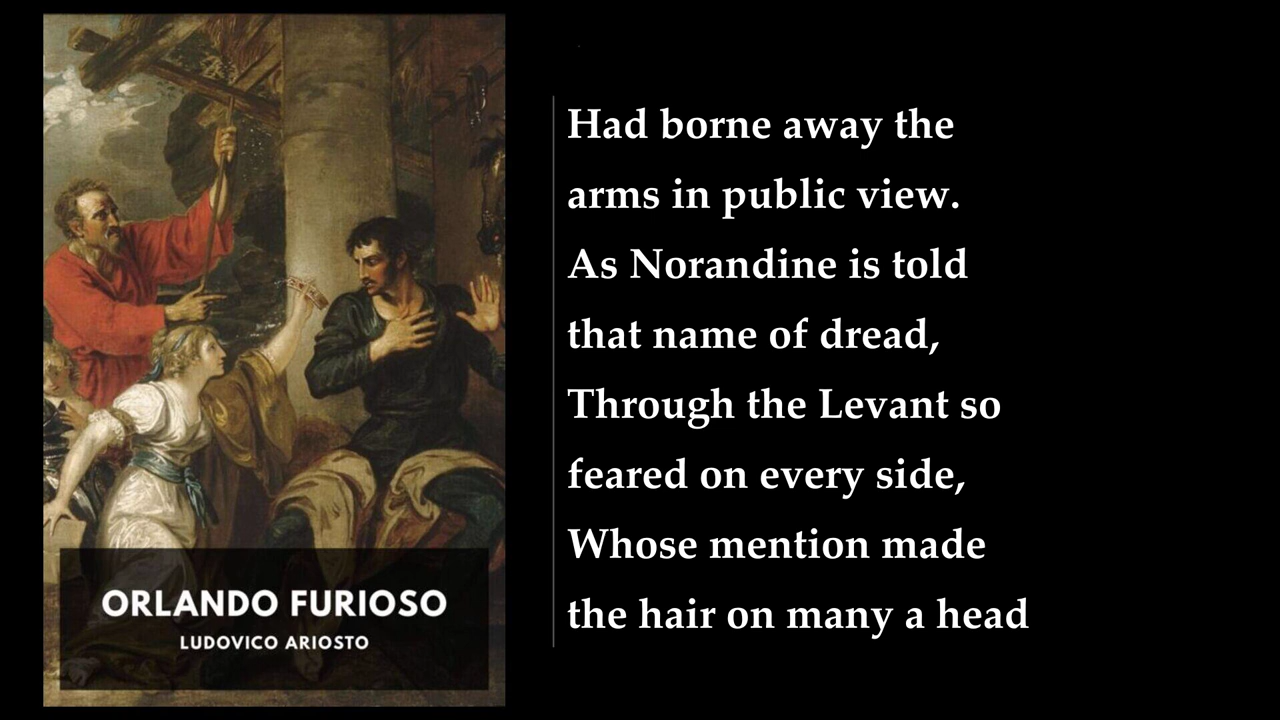 Had borne away the
arms in public view.
As Norandine is told
that name of dread,
Through the Levant so
feared on every side,
Whose mention made
the hair on many a head
ORLANDO FURIOSO
LUDOVICO ARIOSTO